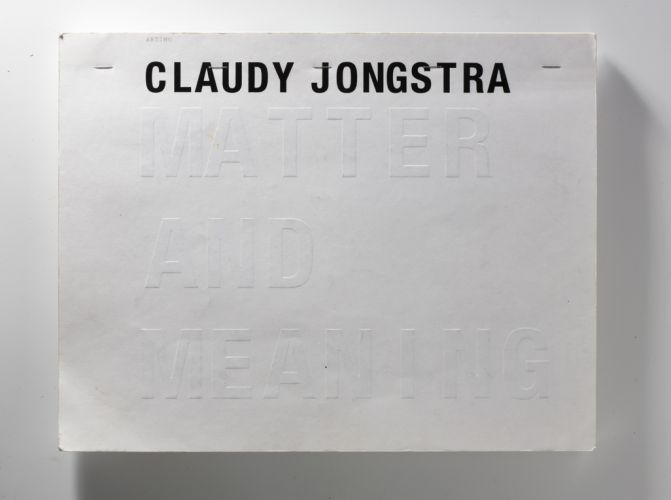 CLAUDY JONGSTRA
MATTER
AND
MEANING